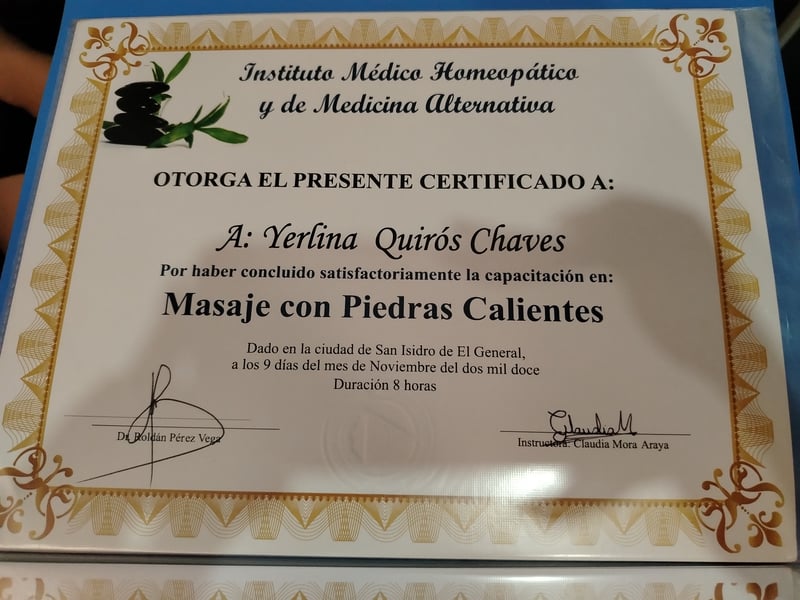 Instituto Médico Homeopático
y de Medicina Alternativa
OTORGA EL PRESENTE CERTIFICADO A:
A: Yerlina Quirós Chaves
Por haber concluido satisfactoriamente la capacitación en:
Masaje con Piedras Calientes
Dado en la ciudad de San Isidro de El General,
a los 9 días del mes de Noviembre del dos mil doce
Duración 8 horas
Dr. Roldán Pérez Vega
ClaudiaM
Instructora: Claudia Mora Araya